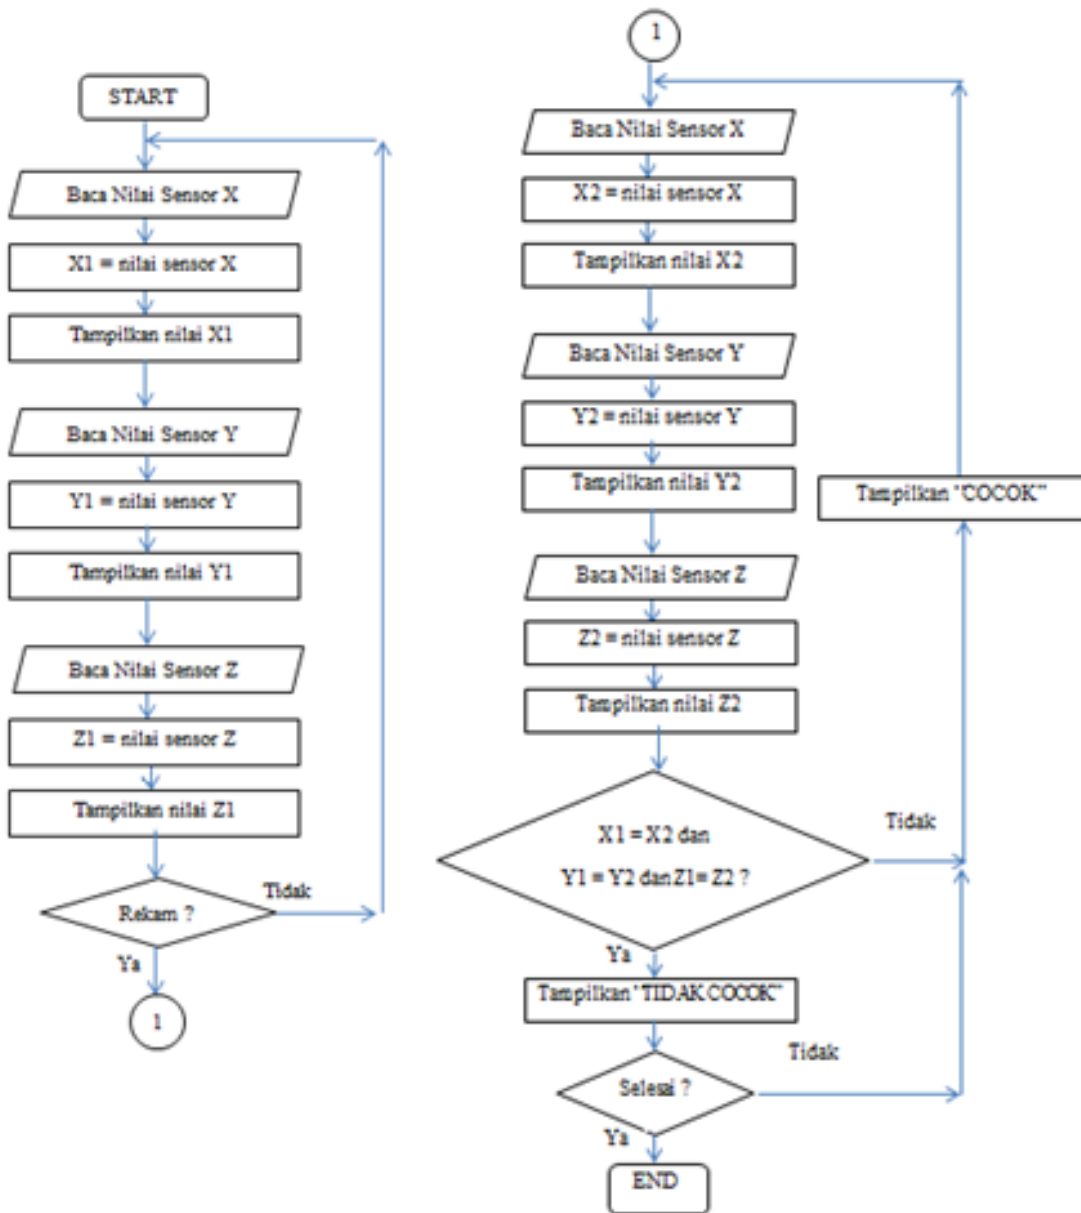 START
Baca Nilai Sensor X
X1 = nilai sensor X
Tampilkan nilai X1
Baca Nilai Sensor Y
Y1 = nilai sensor Y
Tampilkan nilai Y1
Baca Nilai Sensor Z
Z1 = nilai sensor Z
Tampilkan nilai Z1
Rekam ?
Tidak
Ya
1
1
Baca Nilai Sensor X
X2 = nilai sensor X
Tampilkan nilai X2
Baca Nilai Sensor Y
Y2 = nilai sensor Y
Tampilkan nilai Y2
Baca Nilai Sensor Z
Z2 = nilai sensor Z
Tampilkan nilai Z2
X1 = X2 dan
Y1 = Y2 dan Z1= Z2 ?
Tidak
Tampilkan "COCOK"
Ya
Tampilkan "TIDAK COCOK"
Selesai ?
Tidak
Ya
END